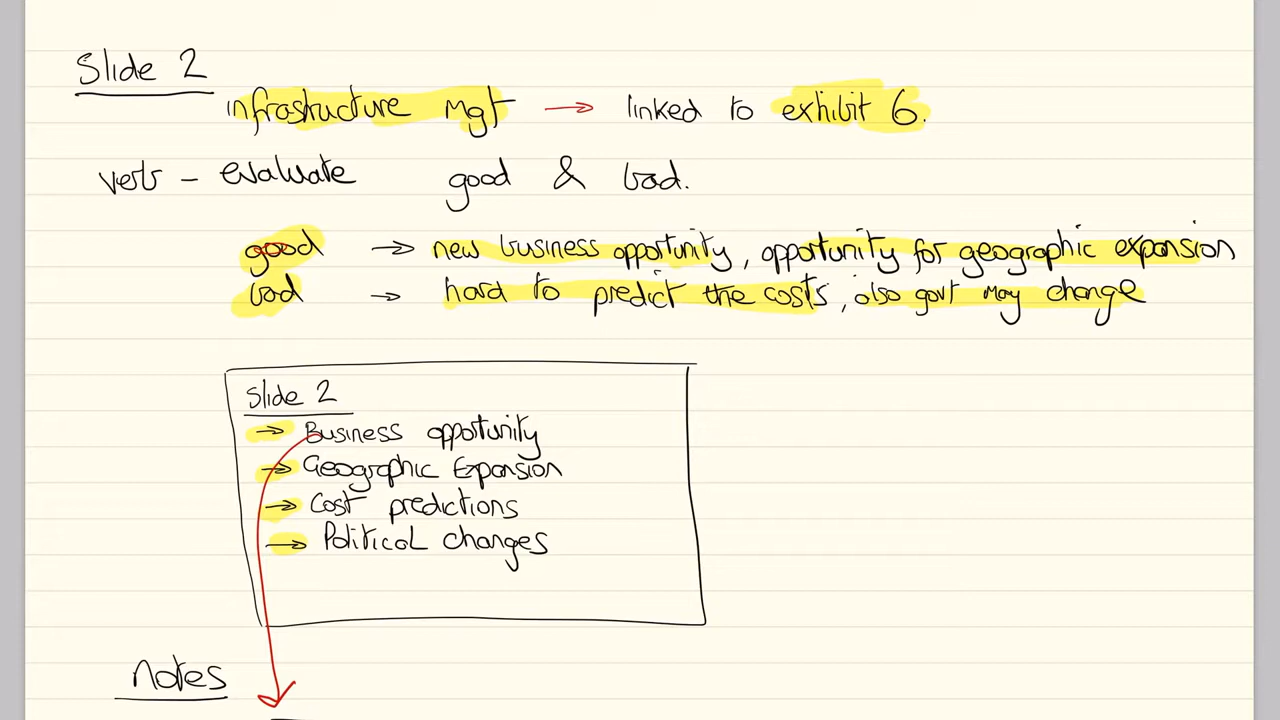 Slide 2
infrastructure Mgt → linked to exhibit 6.
verb - evaluate good & bad.
good → new business opportunity, opportunity for geographic expansion
bad → hard to predict the costs, also govt may change
Slide 2
→ Business opportunity
→ Geographic Expansion
→ Cost predictions
→ Political changes
notes